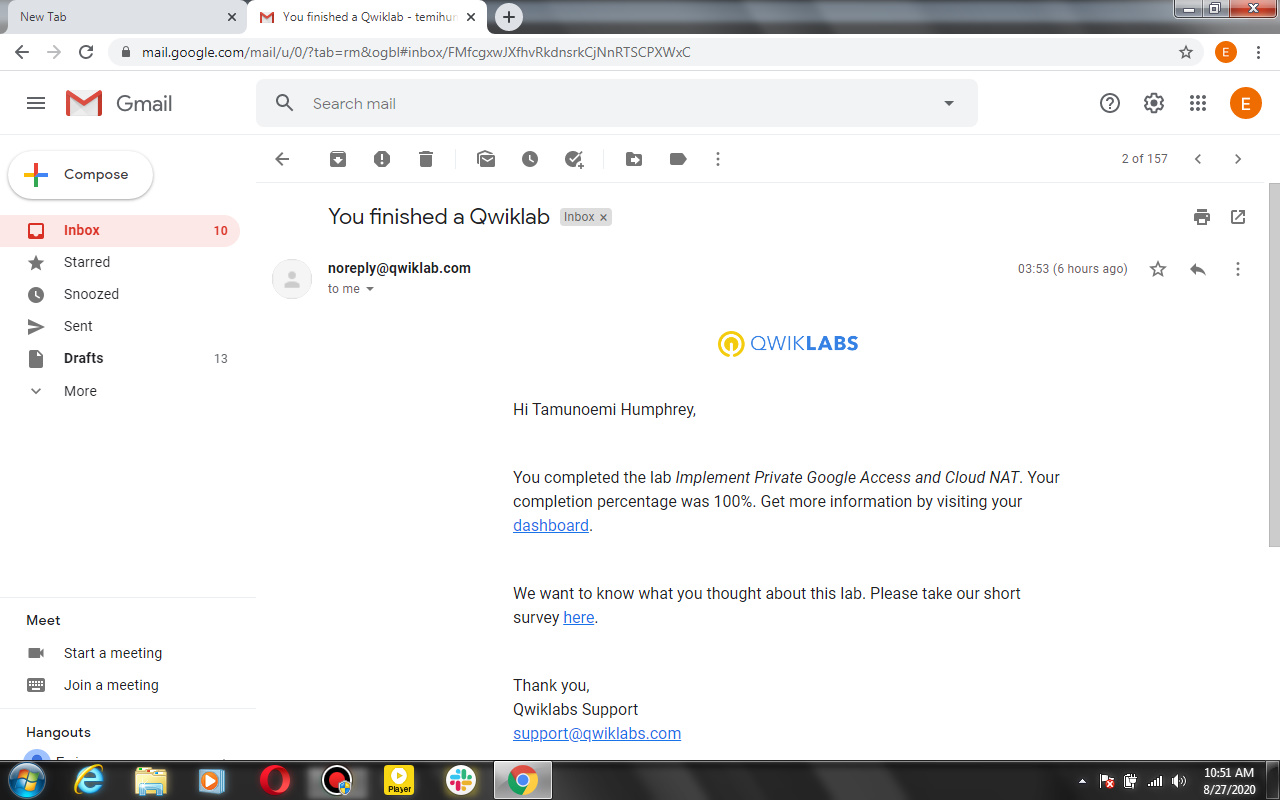 New Tab
You finished a Qwiklab - temihun
mail.google.com/mail/u/0/?tab=rm&ogbl#inbox/FMfcgxwJXfhvRkdnsrkCjNnRTSCPXWxC
E
Gmail
Search mail
E
Compose
2 of 157
Inbox 10
Starred
Snoozed
Sent
Drafts 13
More
You finished a Qwiklab Inbox x
noreply@qwiklab.com
03:53 (6 hours ago)
to me
QWIKLABS
Hi Tamunoemi Humphrey,
You completed the lab Implement Private Google Access and Cloud NAT. Your
completion percentage was 100%. Get more information by visiting your
dashboard.
We want to know what you thought about this lab. Please take our short
survey here.
Thank you,
Qwiklabs Support
support@qwiklabs.com
Meet
Start a meeting
Join a meeting
Hangouts
Player
10:51 AM
8/27/2020